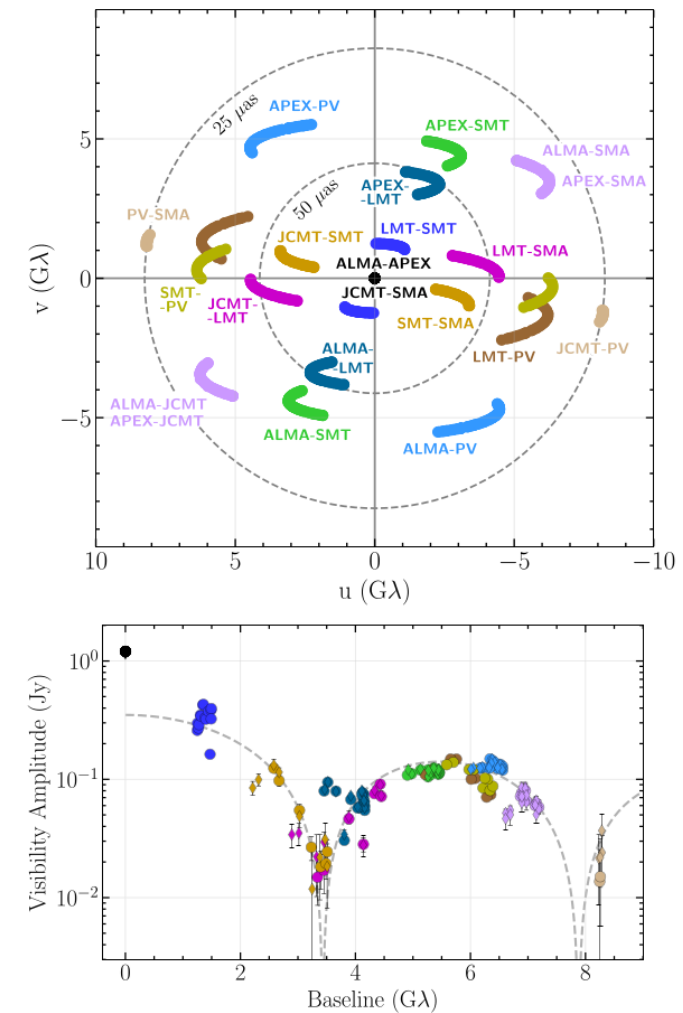 APEX-PV
25 μas
APEX-SMT
ALMA-SMA
APEX-SMA
APEX-
-LMT
50 μas
PV-SMA
JCMT-SMT
LMT-SMT
LMT-SMA
ALMA-APEX
JCMT-SMA
SMT-
-PV
JCMT-
-LMT
SMT-SMA
LMT-PV
JCMT-PV
ALMA-
-LMT
ALMA-JCMT
APEX-JCMT
ALMA-SMT
ALMA-PV
v (Gλ)
5
0
−5
10 5 0 −5 −10
u (Gλ)
Visibility Amplitude (Jy)
10⁰
10⁻¹
10⁻²
0 2 4 6 8
Baseline (Gλ)